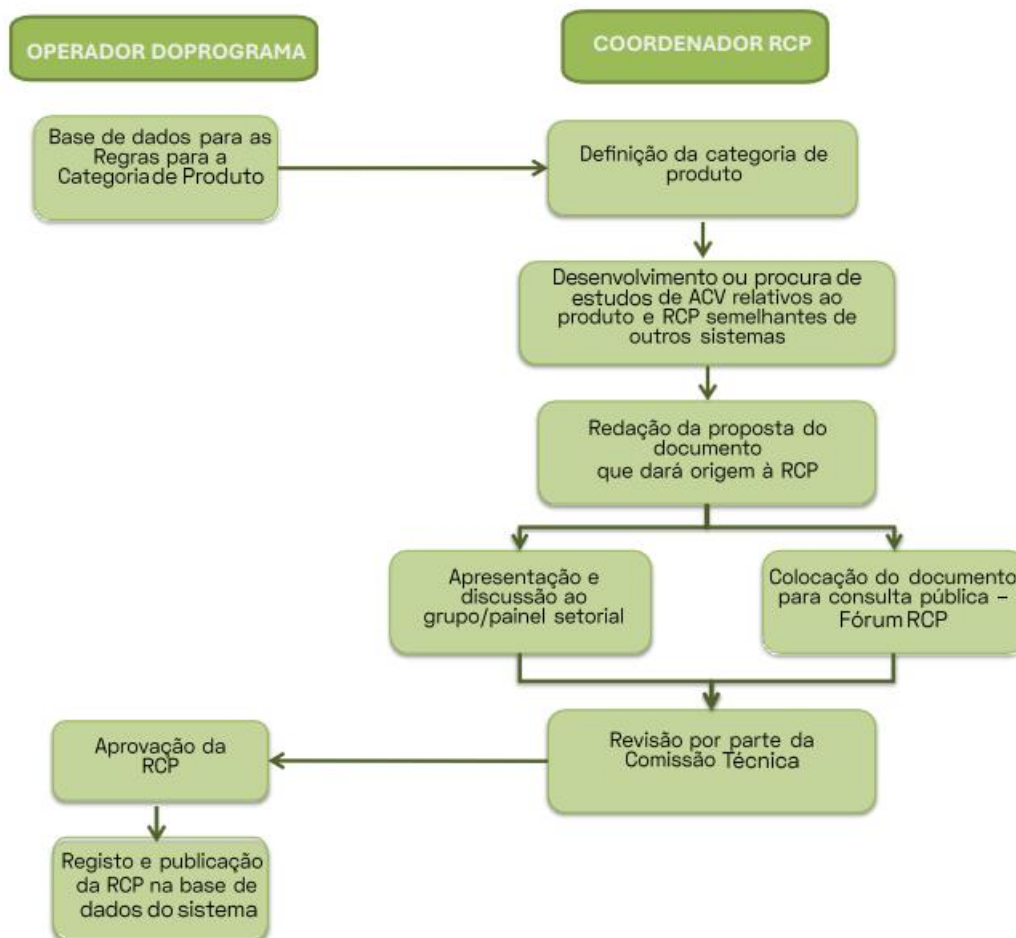 OPERADOR DOPROGRAMA
COORDENADOR RCP
Base de dados para as
Regras para a
Categoria de Produto
Definição da categoria de
produto
Desenvolvimento ou procura de
estudos de ACV relativos ao
produto e RCP semelhantes de
outros sistemas
Redação da proposta do
documento
que dará origem à RCP
Apresentação e
discussão ao
grupo/painel setorial
Colocação do documento
para consulta pública –
Fórum RCP
Revisão por parte da
Comissão Técnica
Aprovação da
RCP
Registo e publicação
da RCP na base de
dados do sistema